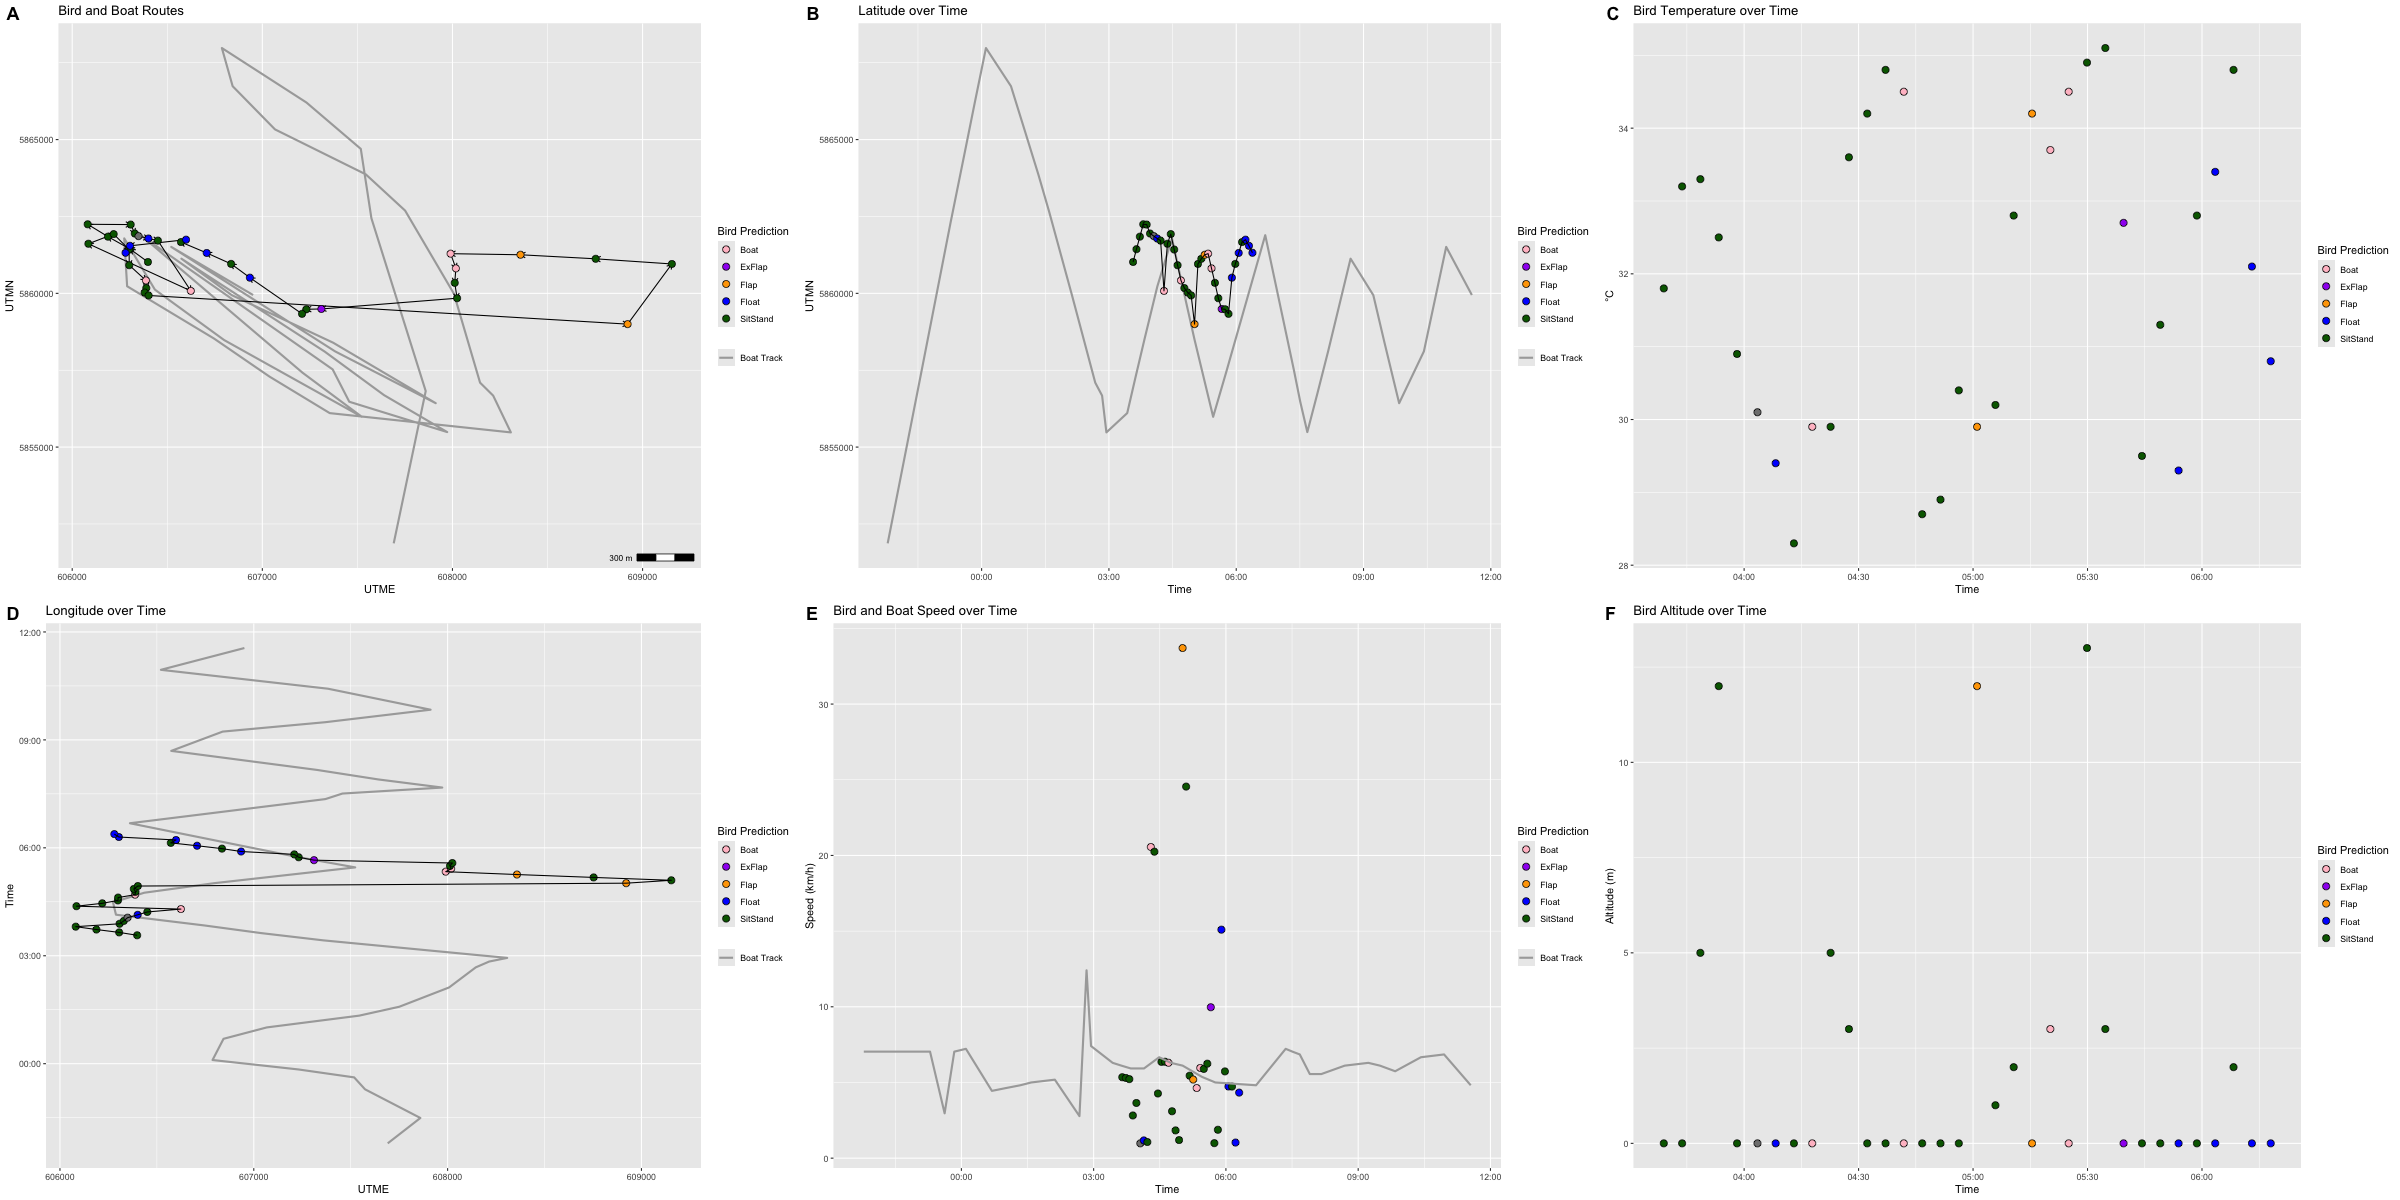 A Bird and Boat Routes
UTMN
5865000
5860000
5855000
606000 607000 608000 609000
UTME
300 m
Bird Prediction
Boat
ExFlap
Flap
Float
SitStand
Boat Track
B Latitude over Time
UTMN
5865000
5860000
5855000
00:00 03:00 06:00 09:00 12:00
Time
Bird Prediction
Boat
ExFlap
Flap
Float
SitStand
Boat Track
C Bird Temperature over Time
°C
34
32
30
28
04:00 04:30 05:00 05:30 06:00
Time
Bird Prediction
Boat
ExFlap
Flap
Float
SitStand
D Longitude over Time
Time
12:00
09:00
06:00
03:00
00:00
606000 607000 608000 609000
UTME
Bird Prediction
Boat
ExFlap
Flap
Float
SitStand
Boat Track
E Bird and Boat Speed over Time
Speed (km/h)
30
20
10
0
00:00 03:00 06:00 09:00 12:00
Time
Bird Prediction
Boat
ExFlap
Flap
Float
SitStand
Boat Track
F Bird Altitude over Time
Altitude (m)
10
5
0
04:00 04:30 05:00 05:30 06:00
Time
Bird Prediction
Boat
ExFlap
Flap
Float
SitStand